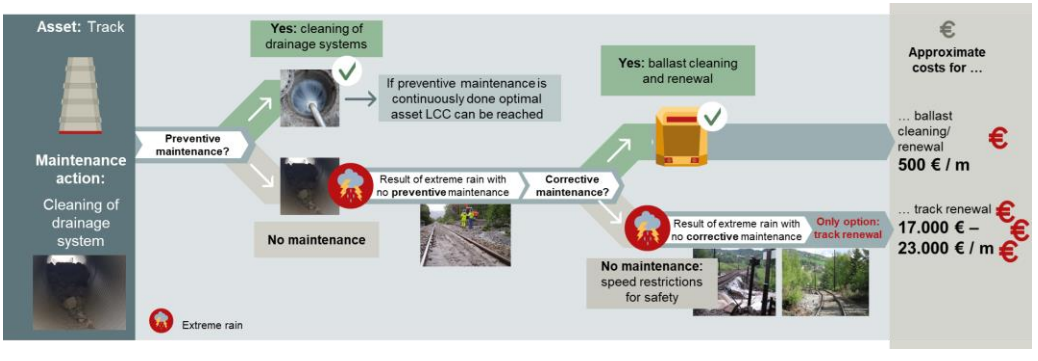 Asset: Track
Maintenance
action:
Cleaning of
drainage
system
Preventive
maintenance?
Yes: cleaning of
drainage systems
If preventive maintenance is
continuously done optimal
asset LCC can be reached
No maintenance
Result of extreme rain with
no preventive maintenance
Corrective
maintenance?
Yes: ballast cleaning
and renewal
Result of extreme rain with
no corrective maintenance
Only option:
track renewal
No maintenance:
speed restrictions
for safety
Extreme rain
€
Approximate
costs for ...
... ballast
cleaning/
renewal €
500 € / m
... track renewal €
17.000 € – €
23.000 € / m €